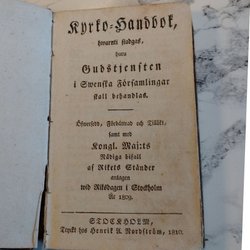 Kyrko-Handbok,
hwaruti stadgas,
huru
Gudstjensten
i Swenska Församlingar
skall behandlas.
Öfwersedd, Förbättrad och Tillökt,
samt med
Kongl. Maj:ts
Nådiga bifall
af Rikets Ständer
antagen
wid Riksdagen i Stockholm
År 1809.
STOCKHOLM,
Tryckt hos Henrik A. Nordström, 1810.